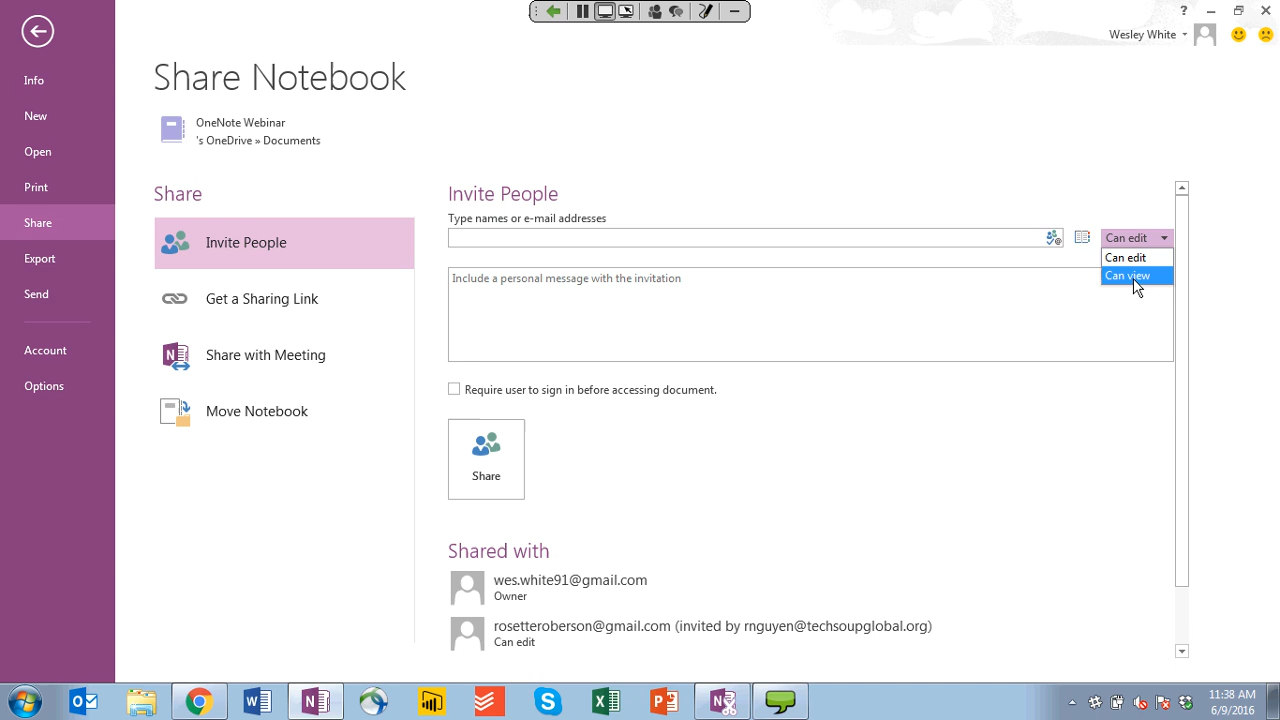 ?
Wesley White
Info
New
Open
Print
Share
Export
Send
Account
Options
Share Notebook
OneNote Webinar
's OneDrive » Documents
Share
Invite People
Get a Sharing Link
Share with Meeting
Move Notebook
Invite People
Type names or e-mail addresses
Can edit
Can edit
Can view
Include a personal message with the invitation
Require user to sign in before accessing document.
Share
Shared with
wes.white91@gmail.com
Owner
rosetteroberson@gmail.com (invited by rnguyen@techsoupglobal.org)
Can edit
11:38 AM
6/9/2016